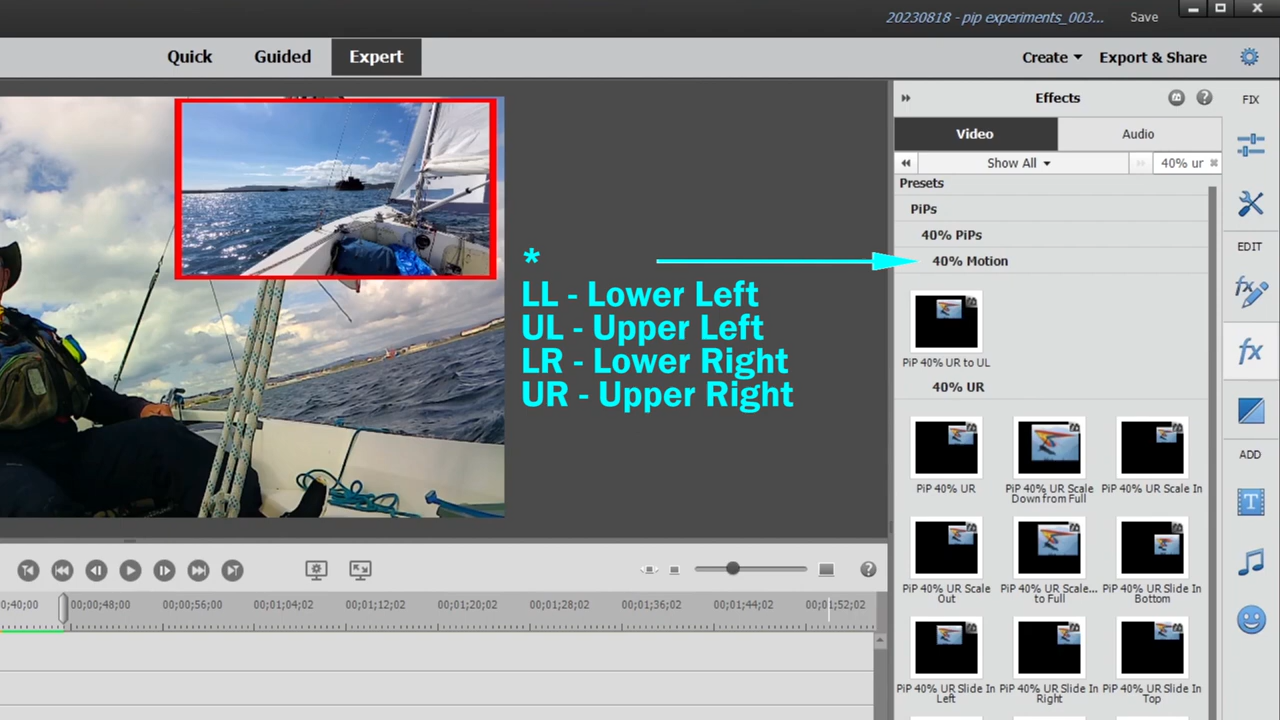 20230818 - pip experiments_003...
Save
Quick
Guided
Expert
Create
Export & Share
Effects
FIX
Video
Audio
Show All
40% ur
Presets
PiPs
40% PiPs
40% Motion
EDIT
*
LL - Lower Left
UL - Upper Left
LR - Lower Right
UR - Upper Right
PiP 40% UR to UL
40% UR
fx
ADD
PiP 40% UR
PiP 40% UR Scale
Down from Full
PiP 40% UR Scale In
T
PiP 40% UR Scale
Out
PiP 40% UR Scale...
to Full
PiP 40% UR Slide In
Bottom
0;40;00
00;00;48;00
00;00;56;00
00;01;04;02
00;01;12;02
00;01;20;02
00;01;28;02
00;01;36;02
00;01;44;02
00;01;52;02
PiP 40% UR Slide In
Left
PiP 40% UR Slide In
Right
PiP 40% UR Slide In
Top